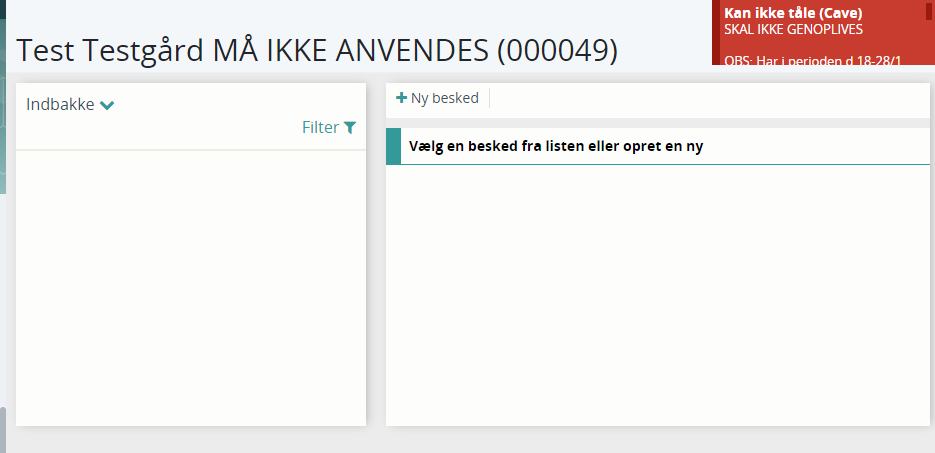 Kan ikke tåle (Cave)
SKAL IKKE GENOPLIVES
OBS: Har i perioden d 18-28/1
Test Testgård MÅ IKKE ANVENDES (000049)
Indbakke
Filter
Ny besked
Vælg en besked fra listen eller opret en ny